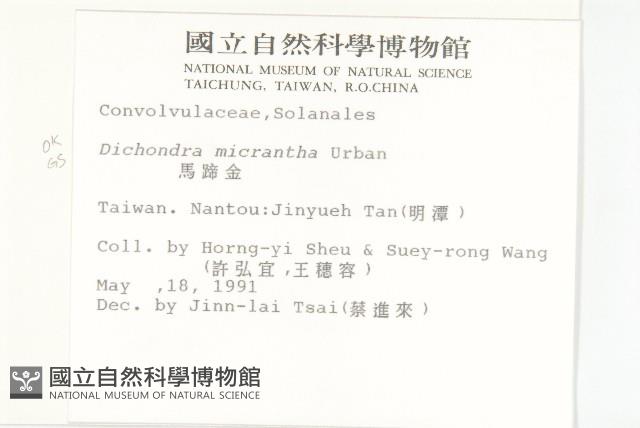 國立自然科學博物館
NATIONAL MUSEUM OF NATURAL SCIENCE
TAICHUNG, TAIWAN, R.O.CHINA
Convolvulaceae,Solanales
Dichondra micrantha Urban
馬蹄金
Taiwan. Nantou:Jinyueh Tan(明潭)
Coll. by Horng-yi Sheu & Suey-rong Wang
(許弘宜,王穗容)
May ,18, 1991
Dec. by Jinn-lai Tsai(蔡進來)
OK
GS
國立自然科學博物館
NATIONAL MUSEUM OF NATURAL SCIENCE